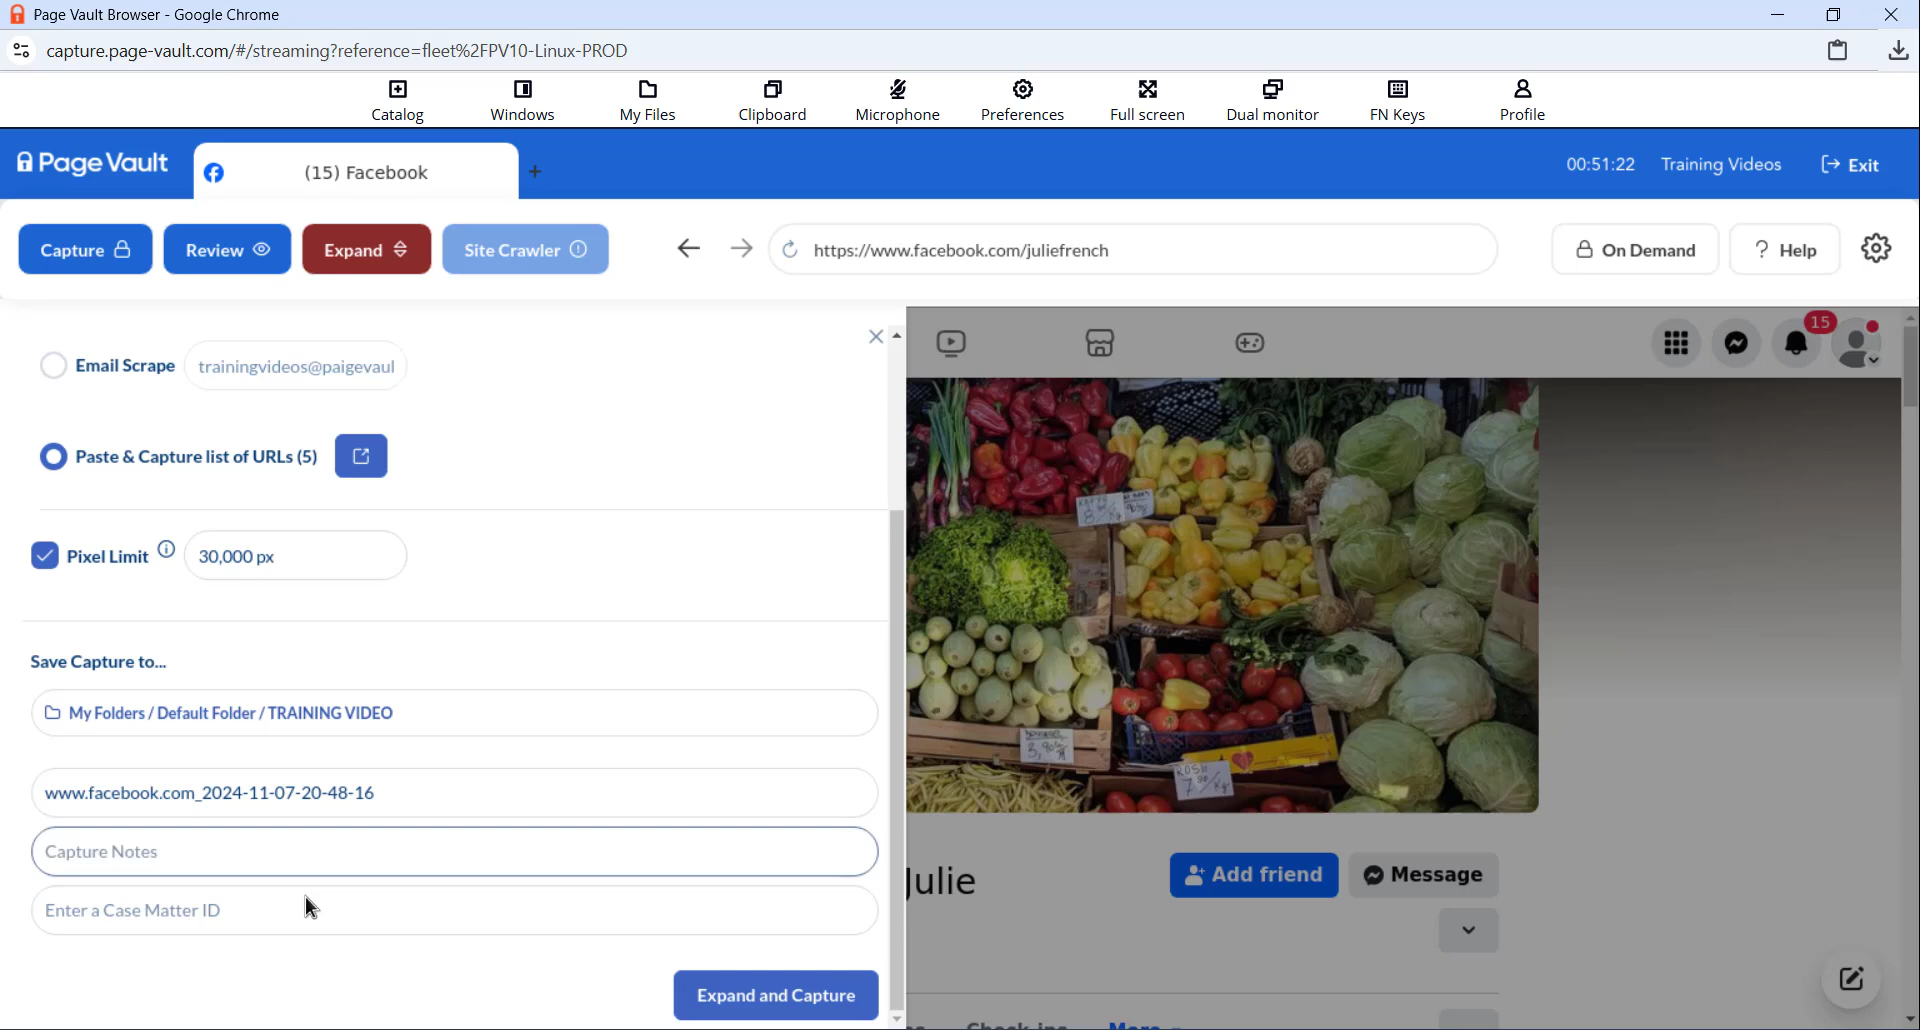 Page Vault Browser - Google Chrome
capture.page-vault.com/#/streaming?reference=fleet%2FPV10-Linux-PROD
Catalog
Windows
My Files
Clipboard
Microphone
Preferences
Full screen
Dual monitor
FN Keys
Profile
Page Vault
(15) Facebook
00:51:22
Training Videos
Exit
Capture
Review
Expand
Site Crawler
https://www.facebook.com/juliefrench
On Demand
? Help
15
Email Scrape
trainingvideos@paigevaul
Paste & Capture list of URLs (5)
Pixel Limit
30,000 px
Save Capture to...
My Folders / Default Folder / TRAINING VIDEO
www.facebook.com_2024-11-07-20-48-16
Capture Notes
Enter a Case Matter ID
Expand and Capture
Julie
Add friend
Message
Check-ins
More